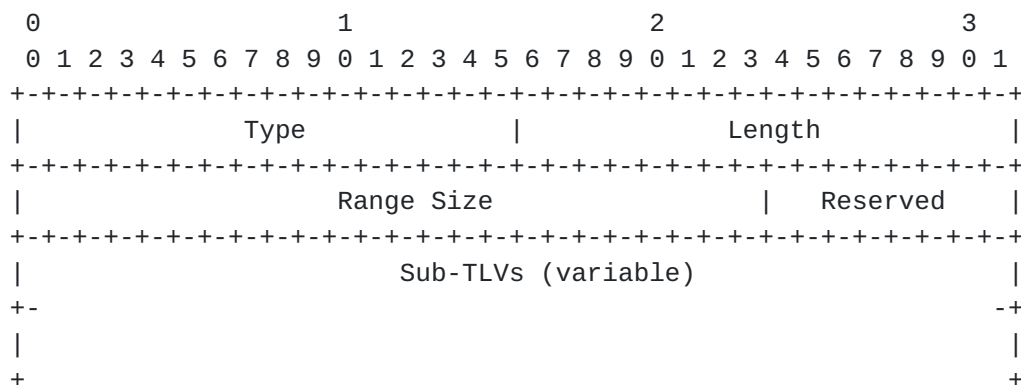 0                   1                   2                   3
 0 1 2 3 4 5 6 7 8 9 0 1 2 3 4 5 6 7 8 9 0 1 2 3 4 5 6 7 8 9 0 1
+-+-+-+-+-+-+-+-+-+-+-+-+-+-+-+-+-+-+-+-+-+-+-+-+-+-+-+-+-+-+-+-+
|              Type             |             Length            |
+-+-+-+-+-+-+-+-+-+-+-+-+-+-+-+-+-+-+-+-+-+-+-+-+-+-+-+-+-+-+-+-+
|                    Range Size                 |   Reserved    |
+-+-+-+-+-+-+-+-+-+-+-+-+-+-+-+-+-+-+-+-+-+-+-+-+-+-+-+-+-+-+-+-+
|                        Sub-TLVs (variable)                    |
+-                                                             -+
|                                                               |
+                                                               +